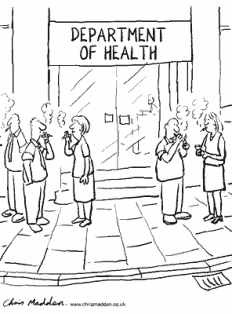 DEPARTMENT
OF HEALTH
Chris Madden. www.chrismadden.co.uk